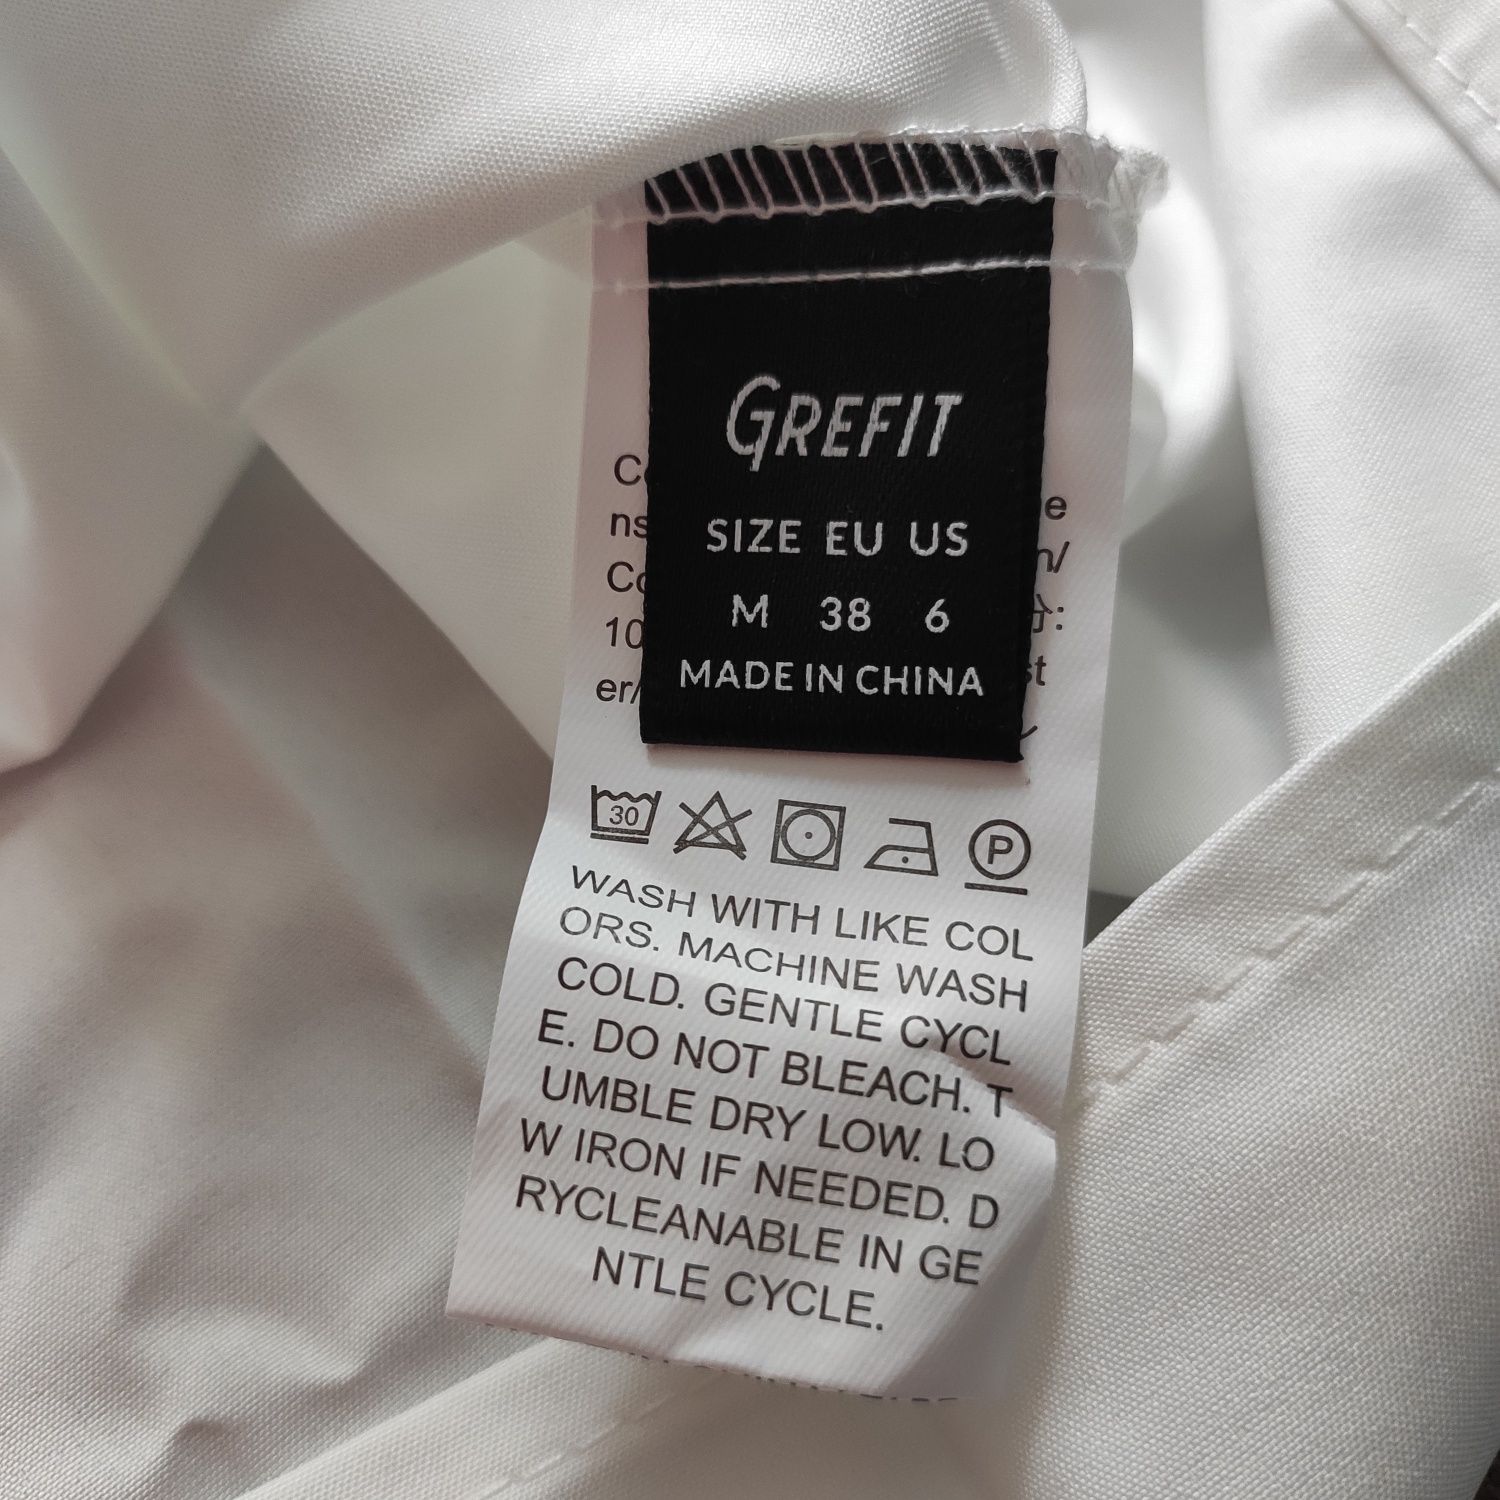 GREFIT
SIZE EU US
M 38 6
MADE IN CHINA
30
P
WASH WITH LIKE COL
ORS. MACHINE WASH
COLD. GENTLE CYCL
E. DO NOT BLEACH. T
UMBLE DRY LOW. LO
W IRON IF NEEDED. D
RYCLEANABLE IN GE
NTLE CYCLE.